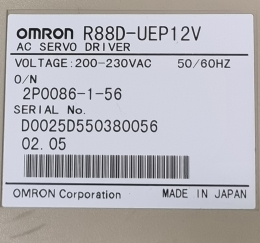 OMRON R88D-UEP12V
AC SERVO DRIVER
VOLTAGE:200-230VAC 50/60HZ
O/N
2P0086-1-56
SERIAL No.
D0025D550380056
02.05
OMRON Corporation MADE IN JAPAN